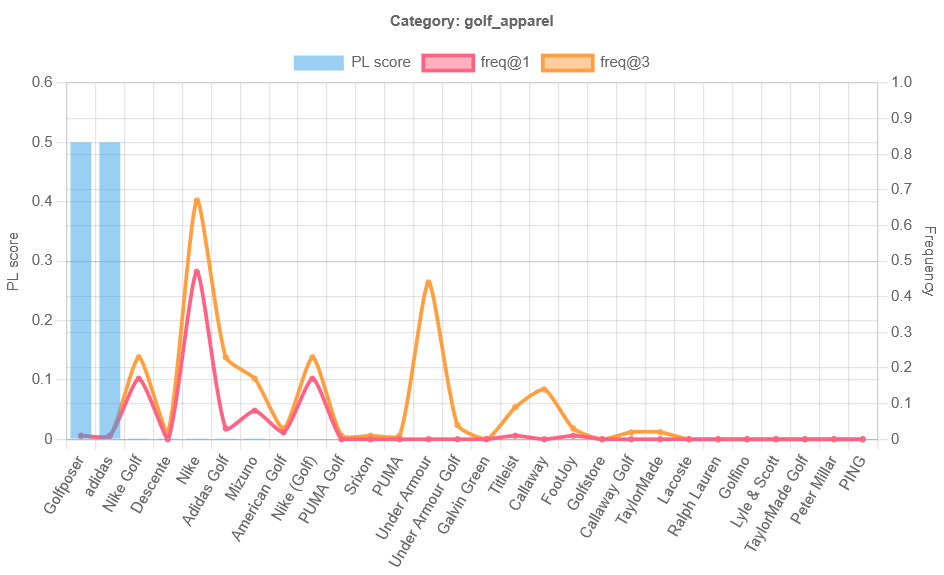 Category: golf_apparel
PL score freq@1 freq@3
0.6
0.5
0.4
0.3
0.2
0.1
0
PL score
1.0
0.9
0.8
0.7
0.6
0.5
0.4
0.3
0.2
0.1
0
Frequency
Golfposer
adidas
Nike Golf
Descente
Nike
Adidas Golf
Mizuno
American Golf
Nike (Golf)
PUMA Golf
Srixon
PUMA
Under Armour
Under Armour Golf
Galvin Green
Titleist
Callaway
FootJoy
Golfstore
Callaway Golf
TaylorMade
Lacoste
Ralph Lauren
Golfino
Lyle & Scott
TaylorMade Golf
Peter Millar
PING